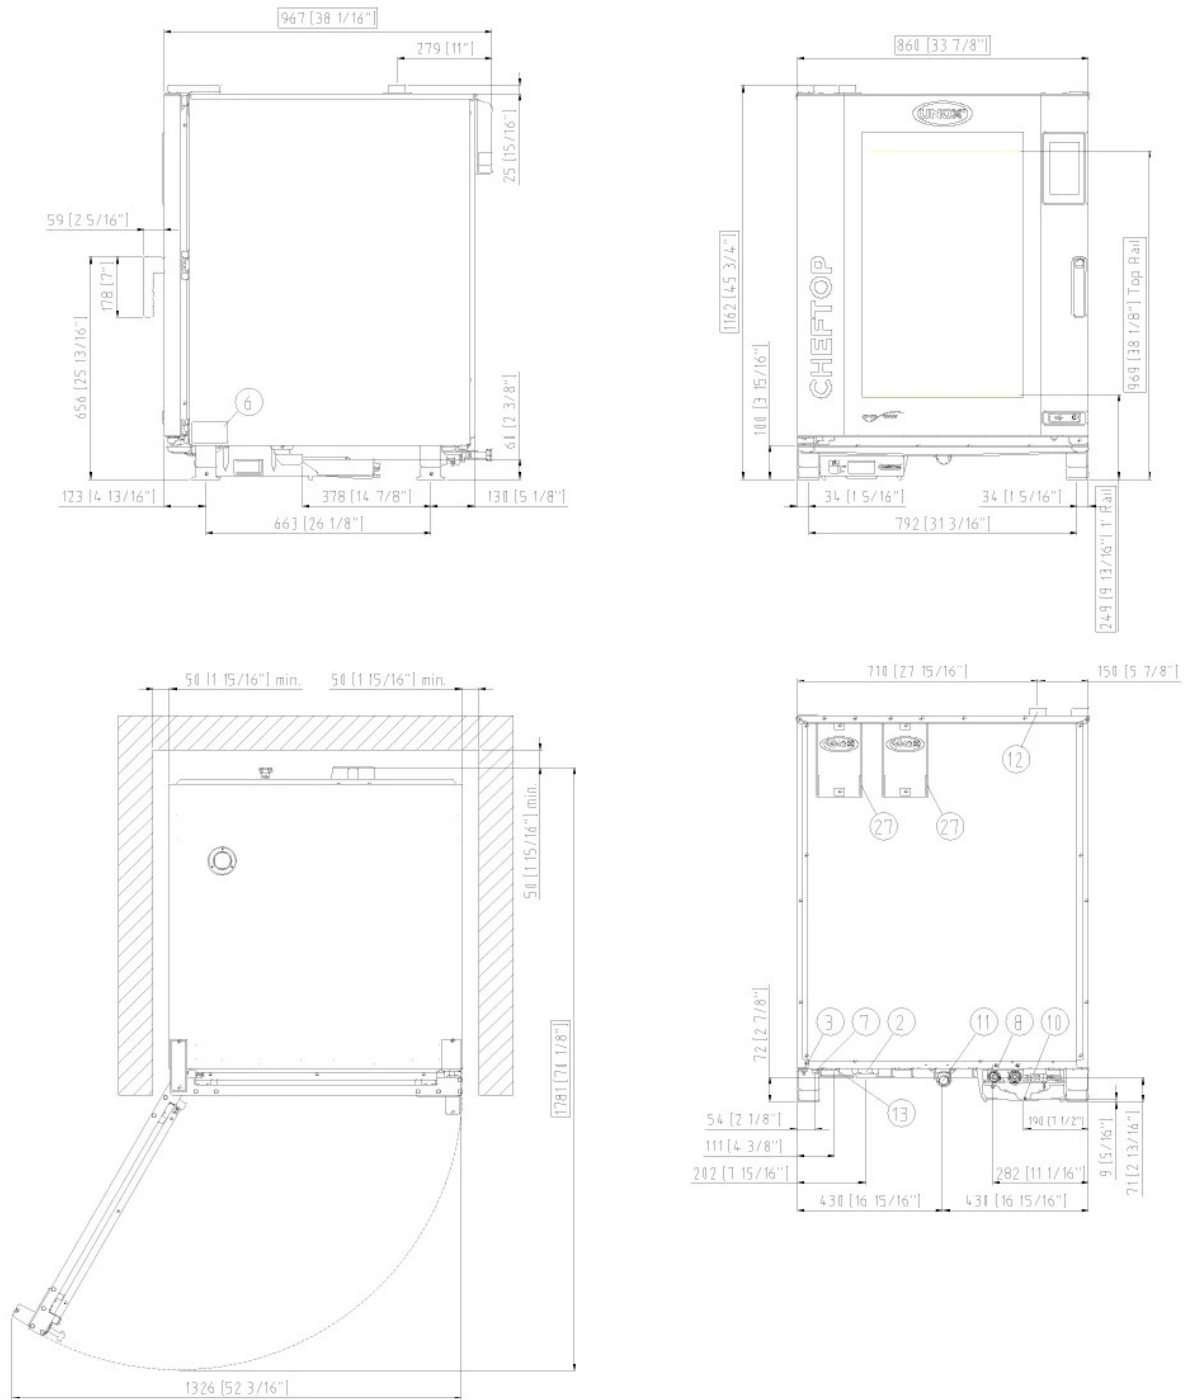 967 [38 1/16"]
279 [11"]
25 [15/16"]
59 [2 5/16"]
178 [7"]
656 [25 13/16"]
6
60 [2 3/8"]
123 [4 13/16"]
378 [14 7/8"]
130 [5 1/8"]
663 [26 1/8"]
860 [33 7/8"]
UNOX
CHEFTOP
1162 [45 3/4"]
100 [3 15/16"]
969 [38 1/8"] Top Rail
34 [1 5/16"]
34 [1 5/16"]
792 [31 3/16"]
249 [9 13/16"] 1° Rail
50 [1 15/16"] min.
50 [1 15/16"] min.
50 [1 15/16"] min.
1781 [70 1/8"]
1326 [52 3/16"]
710 [27 15/16"]
150 [5 7/8"]
12
27
27
72 [2 7/8"]
3
7
2
11
8
10
13
54 [2 1/8"]
190 [7 1/2"]
111 [4 3/8"]
202 [7 15/16"]
282 [11 1/16"]
9 [5/16"]
71 [2 13/16"]
430 [16 15/16"]
430 [16 15/16"]